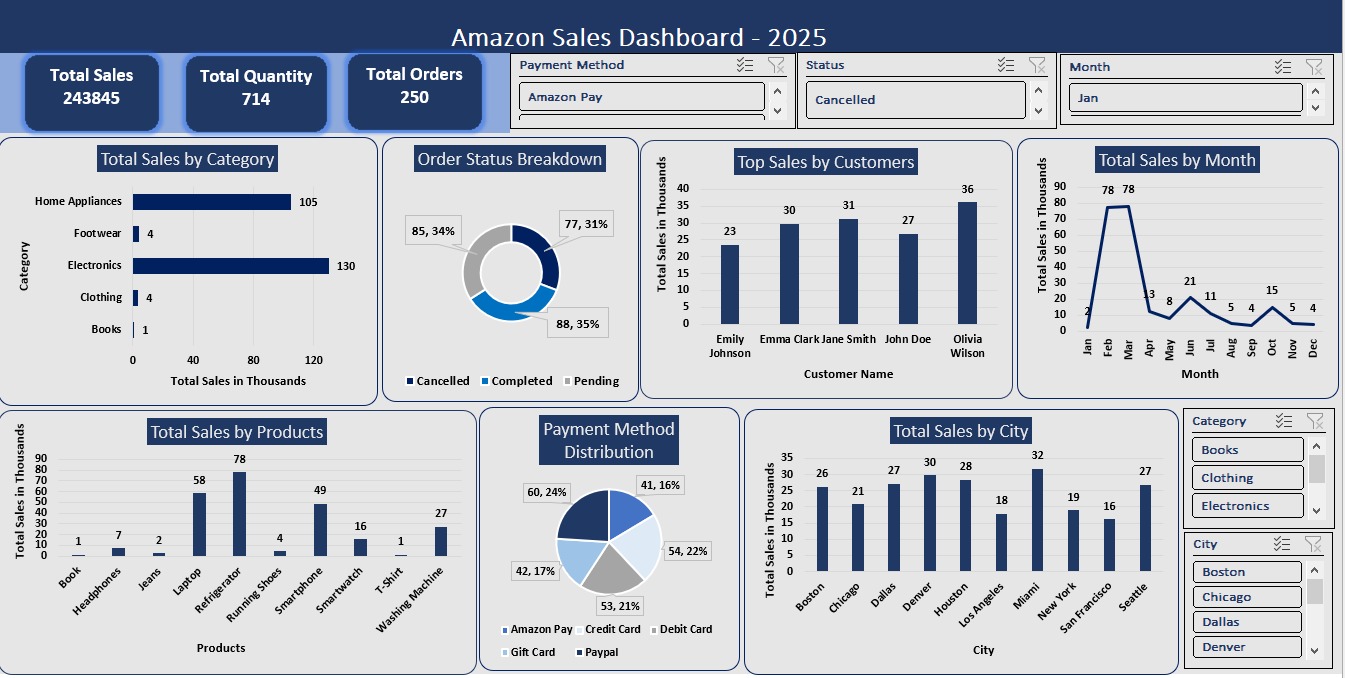 Amazon Sales Dashboard - 2025
Total Sales
243845
Total Quantity
714
Total Orders
250
Payment Method
Amazon Pay
Status
Cancelled
Month
Jan
Total Sales by Category
Category
Home Appliances
105
Footwear
4
Electronics
130
Clothing
4
Books
1
0 40 80 120
Total Sales in Thousands
Order Status Breakdown
85, 34%
77, 31%
88, 35%
Cancelled Completed Pending
Top Sales by Customers
Total Sales in Thousands
40
35
30
25
20
15
10
5
0
23 30 31 27 36
Emily Johnson
Emma Clark
Jane Smith
John Doe
Olivia Wilson
Customer Name
Total Sales by Month
Total Sales in Thousands
90
80
70
60
50
40
30
20
10
0
2 78 78 13 8 21 11 5 4 15 5 4
Jan Feb Mar Apr May Jun Jul Aug Sep Oct Nov Dec
Month
Total Sales by Products
Total Sales in Thousands
90
80
70
60
50
40
30
20
10
0
1 7 2 58 78 4 49 16 1 27
Book
Headphones
Jeans
Laptop
Refrigerator
Running Shoes
Smartphone
Smartwatch
T-Shirt
Washing Machine
Products
Payment Method
Distribution
60, 24%
41, 16%
54, 22%
42, 17%
53, 21%
Amazon Pay Credit Card Debit Card
Gift Card Paypal
Total Sales by City
Total Sales in Thousands
35
30
25
20
15
10
5
0
26 21 27 30 28 18 32 19 16 27
Boston
Chicago
Dallas
Denver
Houston
Los Angeles
Miami
New York
San Francisco
Seattle
City
Category
Books
Clothing
Electronics
City
Boston
Chicago
Dallas
Denver